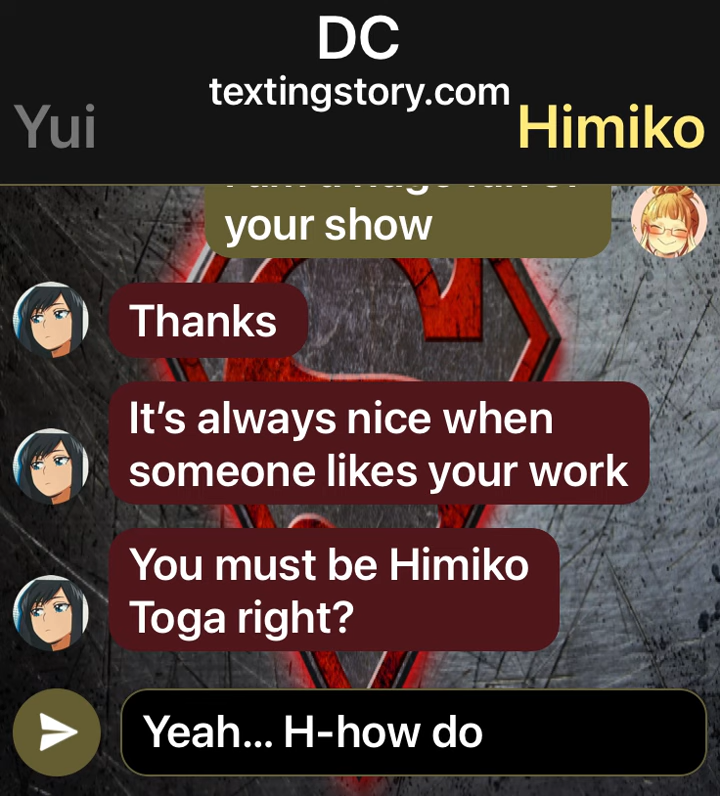 DC
textingstory.com
Yui
Himiko
your show
Thanks
It’s always nice when
someone likes your work
You must be Himiko
Toga right?
Yeah... H-how do